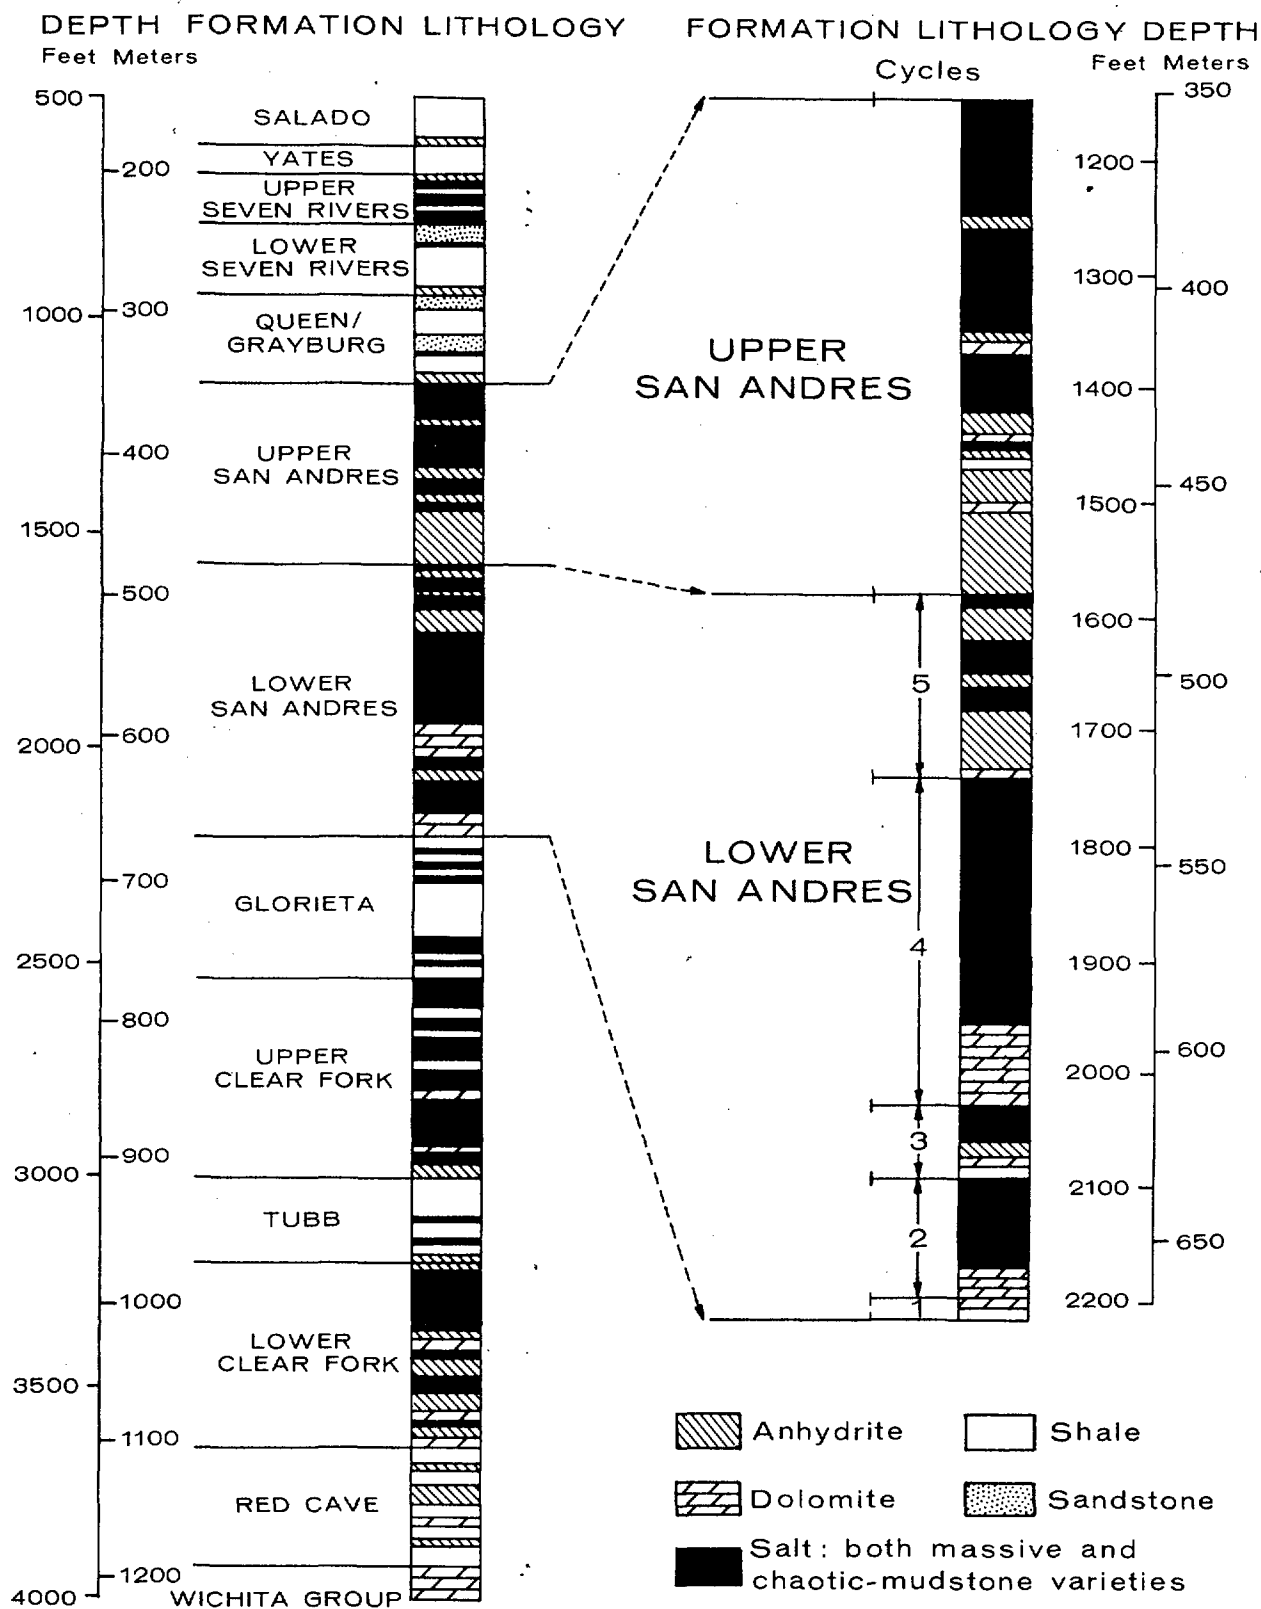 DEPTH FORMATION LITHOLOGY
Feet Meters
500
200
1000
300
400
1500
500
2000
600
700
2500
800
900
3000
1000
3500
1100
1200
4000
SALADO
YATES
UPPER
SEVEN RIVERS
LOWER
SEVEN RIVERS
QUEEN/
GRAYBURG
UPPER
SAN ANDRES
LOWER
SAN ANDRES
GLORIETA
UPPER
CLEAR FORK
TUBB
LOWER
CLEAR FORK
RED CAVE
WICHITA GROUP
FORMATION LITHOLOGY DEPTH
Cycles
Feet Meters
UPPER
SAN ANDRES
LOWER
SAN ANDRES
5
4
3
2
1
350
1200
1300
400
1400
450
1500
1600
500
1700
1800
550
1900
600
2000
2100
650
2200
Anhydrite
Shale
Dolomite
Sandstone
Salt: both massive and
chaotic-mudstone varieties